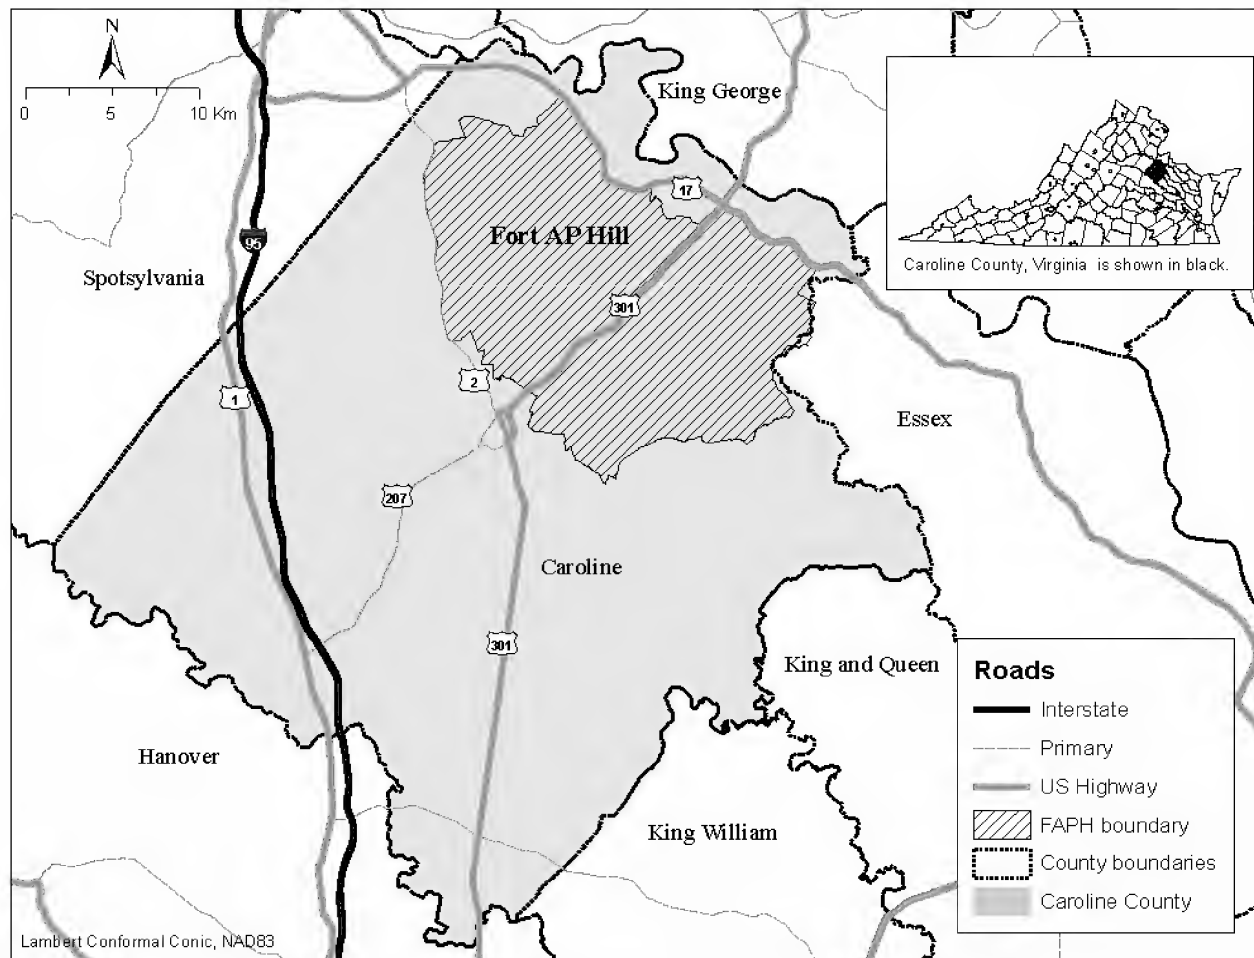 N
0 5 10 Km
King George
17
95
Fort AP Hill
Spotsylvania
301
Caroline County, Virginia is shown in black.
2
1
Essex
207
Caroline
301
King and Queen
Hanover
King William
Roads
Interstate
Primary
US Highway
FAPH boundary
County boundaries
Caroline County
Lambert Conformal Conic, NAD83